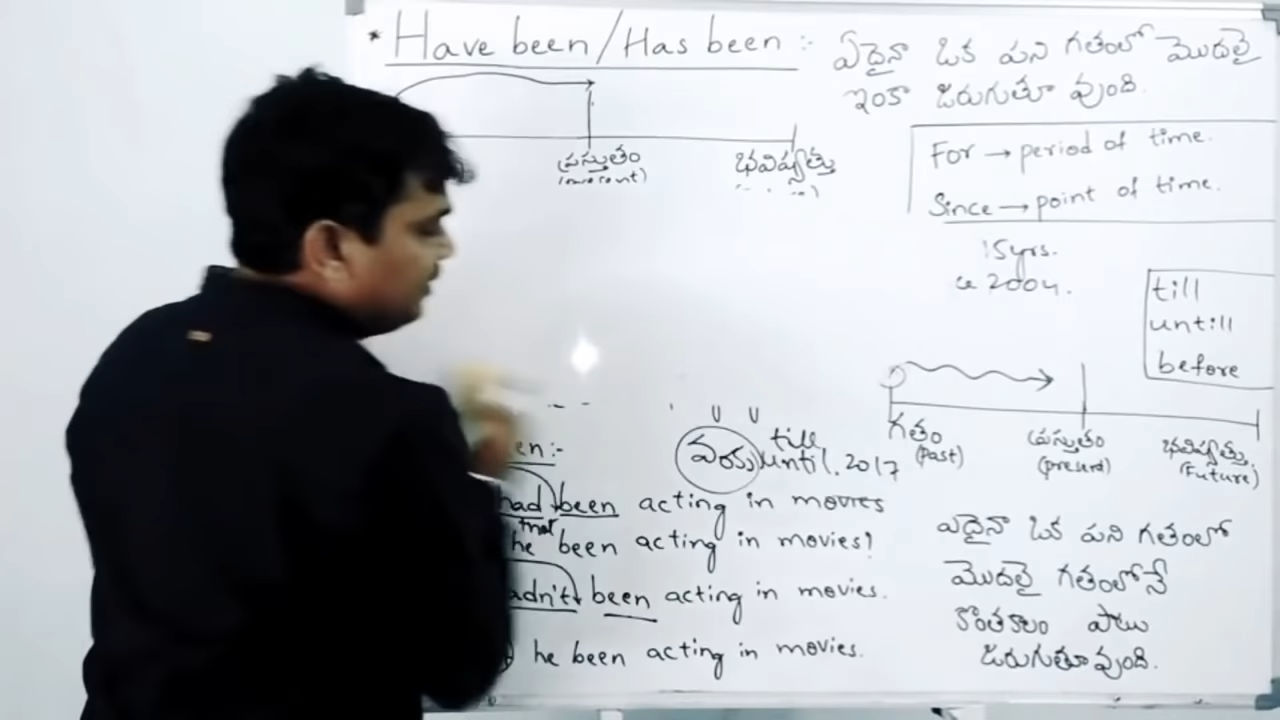 * Have been / Has been :- ఏదైనా ఒక పని గతంలో మొదలై
ఇంకా జరుగుతూ వుంది.
ప్రస్తుతం
భవిష్యత్తు
For → period of time.
Since → point of time.
15yrs.
2004.
till
until
before
గతం
(Past)
ప్రస్తుతం
(present)
భవిష్యత్తు
(Future)
en:-
వరకు
till
until. 2017
had been acting in movies
he been acting in movies?
adn't been acting in movies.
he been acting in movies.
ఏదైనా ఒక పని గతంలో
మొదలై గతంలోనే
కొంతకాలం పాటు
జరుగుతూ వుంది.